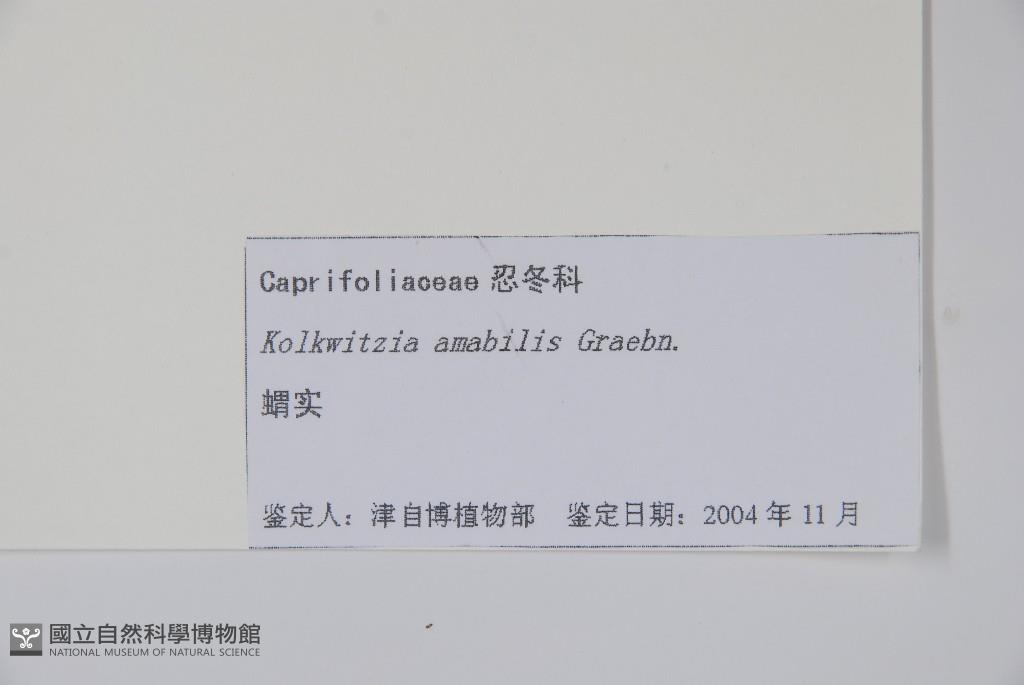 Caprifoliaceae 忍冬科
Kolkwitzia amabilis Graebn.
蝟实
鉴定人：津自博植物部 鉴定日期：2004 年 11 月
國立自然科學博物館
NATIONAL MUSEUM OF NATURAL SCIENCE